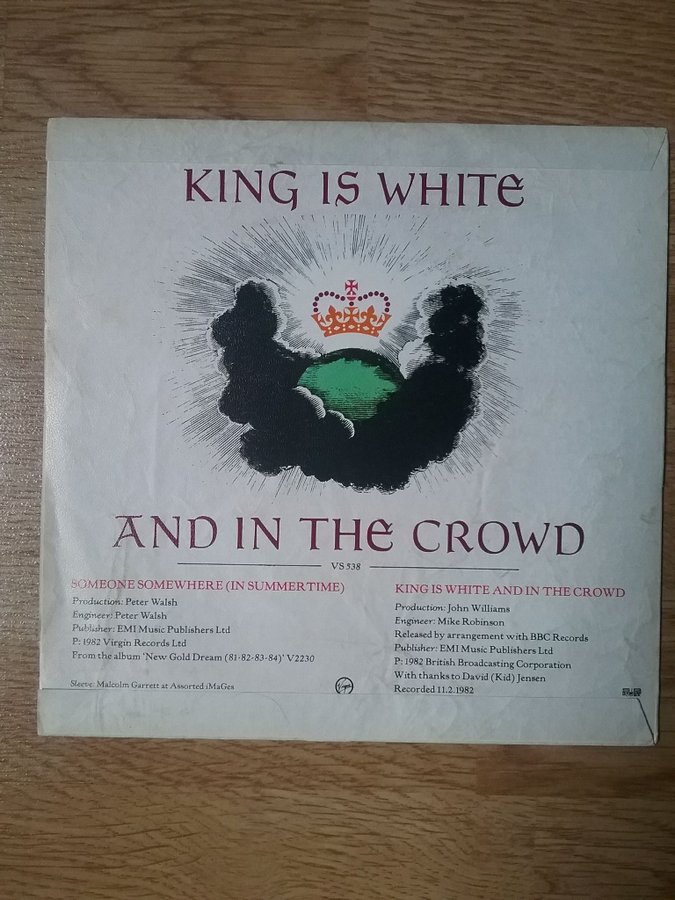 KING IS WHITE
AND IN THE CROWD
VS 538
SOMEONE SOMEWHERE (IN SUMMERTIME)
Production: Peter Walsh
Engineer: Peter Walsh
Publisher: EMI Music Publishers Ltd
P: 1982 Virgin Records Ltd
From the album 'New Gold Dream (81·82·83·84)' V2230
Sleeve: Malcolm Garrett at Assorted iMaGes
Virgin
KING IS WHITE AND IN THE CROWD
Production: John Williams
Engineer: Mike Robinson
Released by arrangement with BBC Records
Publisher: EMI Music Publishers Ltd
P: 1982 British Broadcasting Corporation
With thanks to David (Kid) Jensen
Recorded 11.2.1982